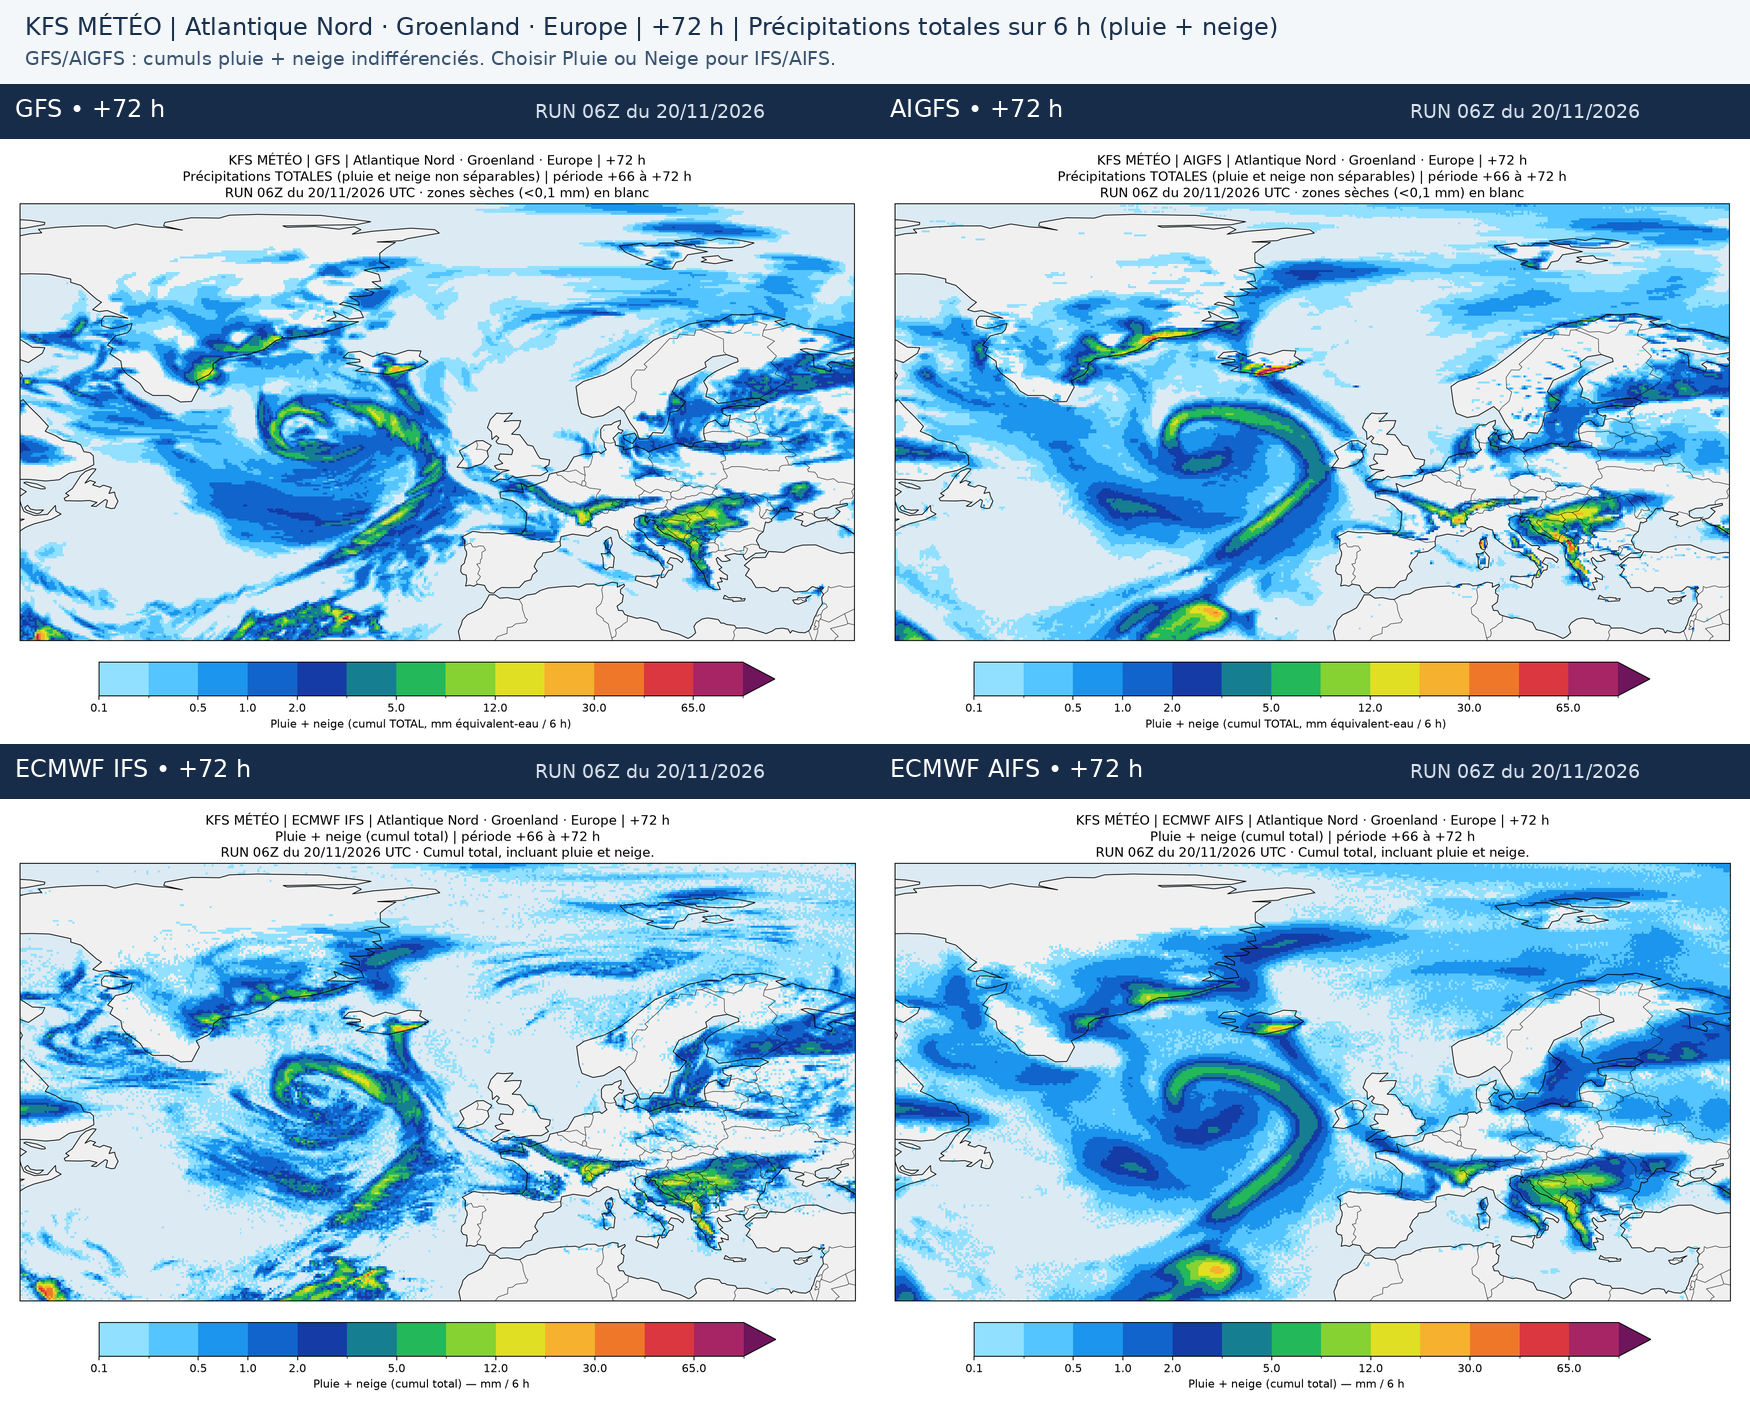 KFS MÉTÉO | Atlantique Nord · Groenland · Europe | +72 h | Précipitations totales sur 6 h (pluie + neige)
GFS/AIGFS : cumuls pluie + neige indifférenciés. Choisir Pluie ou Neige pour IFS/AIFS.
GFS • +72 h
RUN 06Z du 20/11/2026
KFS MÉTÉO | GFS | Atlantique Nord · Groenland · Europe | +72 h
Précipitations TOTALES (pluie et neige non séparables) | période +66 à +72 h
RUN 06Z du 20/11/2026 UTC · zones sèches (<0,1 mm) en blanc
0.1 0.5 1.0 2.0 5.0 12.0 30.0 65.0
Pluie + neige (cumul TOTAL, mm équivalent-eau / 6 h)
AIGFS • +72 h
RUN 06Z du 20/11/2026
KFS MÉTÉO | AIGFS | Atlantique Nord · Groenland · Europe | +72 h
Précipitations TOTALES (pluie et neige non séparables) | période +66 à +72 h
RUN 06Z du 20/11/2026 UTC · zones sèches (<0,1 mm) en blanc
0.1 0.5 1.0 2.0 5.0 12.0 30.0 65.0
Pluie + neige (cumul TOTAL, mm équivalent-eau / 6 h)
ECMWF IFS • +72 h
RUN 06Z du 20/11/2026
KFS MÉTÉO | ECMWF IFS | Atlantique Nord · Groenland · Europe | +72 h
Pluie + neige (cumul total) | période +66 à +72 h
RUN 06Z du 20/11/2026 UTC · Cumul total, incluant pluie et neige.
0.1 0.5 1.0 2.0 5.0 12.0 30.0 65.0
Pluie + neige (cumul total) — mm / 6 h
ECMWF AIFS • +72 h
RUN 06Z du 20/11/2026
KFS MÉTÉO | ECMWF AIFS | Atlantique Nord · Groenland · Europe | +72 h
Pluie + neige (cumul total) | période +66 à +72 h
RUN 06Z du 20/11/2026 UTC · Cumul total, incluant pluie et neige.
0.1 0.5 1.0 2.0 5.0 12.0 30.0 65.0
Pluie + neige (cumul total) — mm / 6 h